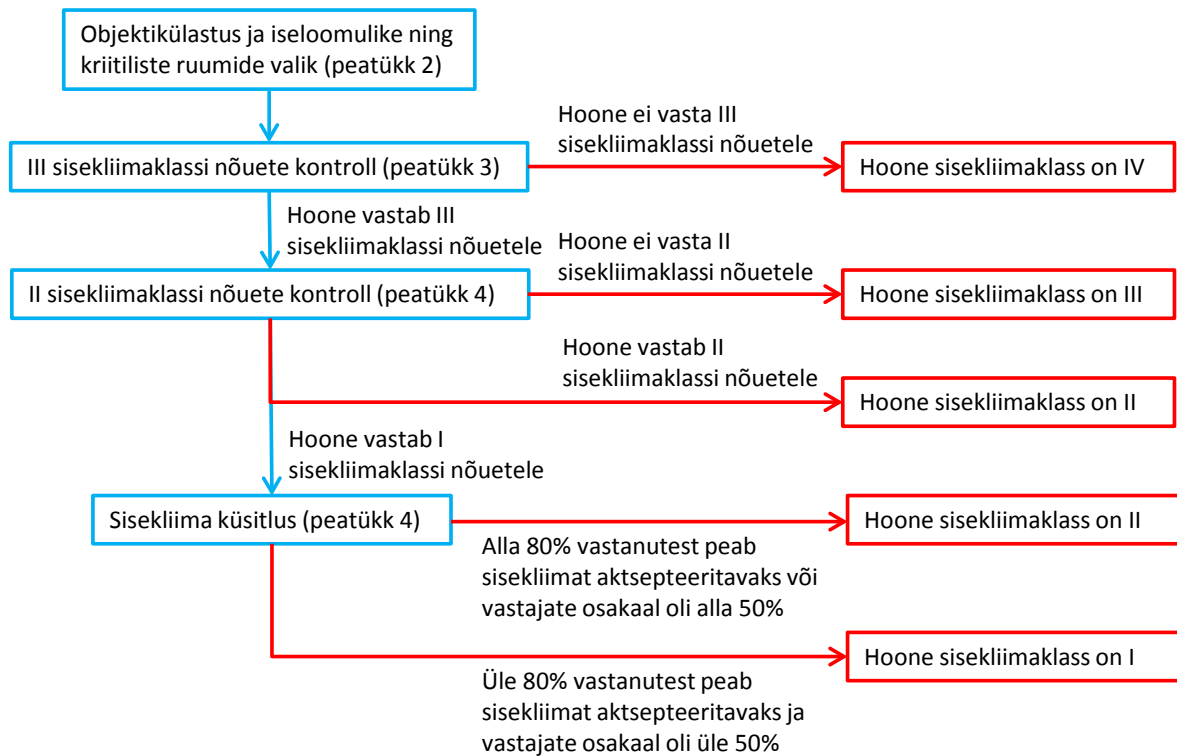 Objektikülastus ja iseloomulike ning
kriitiliste ruumide valik (peatükk 2)
Hoone ei vasta III
sisekliimaklassi nõuetele
III sisekliimaklassi nõuete kontroll (peatükk 3)
Hoone sisekliimaklass on IV
Hoone vastab III
sisekliimaklassi nõuetele
Hoone ei vasta II
sisekliimaklassi nõuetele
II sisekliimaklassi nõuete kontroll (peatükk 4)
Hoone sisekliimaklass on III
Hoone vastab II
sisekliimaklassi nõuetele
Hoone sisekliimaklass on II
Hoone vastab I
sisekliimaklassi nõuetele
Sisekliima küsitlus (peatükk 4)
Hoone sisekliimaklass on II
Alla 80% vastanutest peab
sisekliimat aktsepteeritavaks või
vastajate osakaal oli alla 50%
Hoone sisekliimaklass on I
Üle 80% vastanutest peab
sisekliimat aktsepteeritavaks ja
vastajate osakaal oli üle 50%